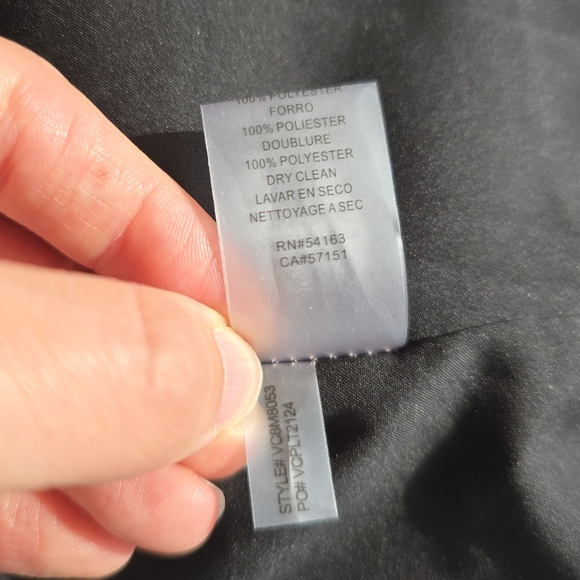 100% POLYESTER
FORRO
100% POLIESTER
DOUBLURE
100% POLYESTER
DRY CLEAN
LAVAR EN SECO
NETTOYAGE A SEC
RN#54163
CA#57151
STYLE# VC8M8053
PO# VCPLT2124